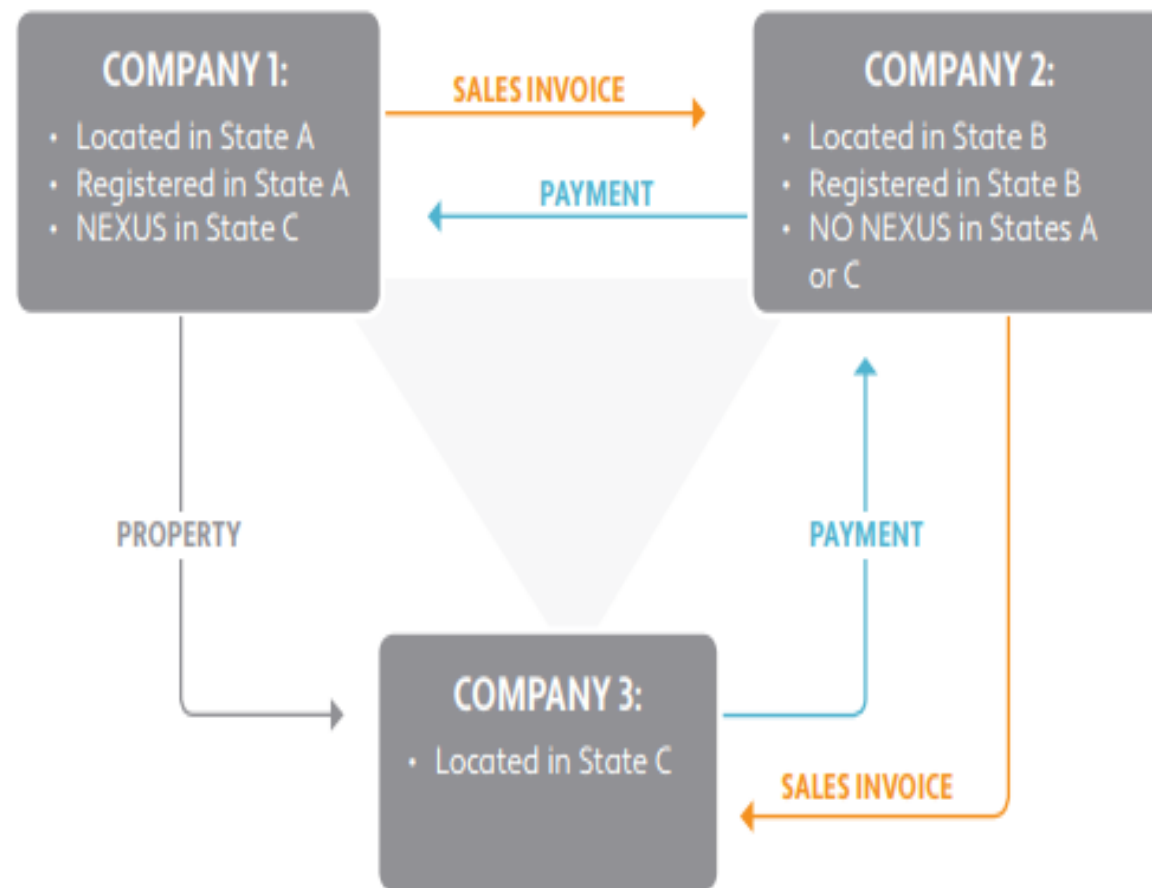 COMPANY 1:
• Located in State A
• Registered in State A
• NEXUS in State C
SALES INVOICE
PAYMENT
COMPANY 2:
• Located in State B
• Registered in State B
• NO NEXUS in States A
or C
PROPERTY
PAYMENT
COMPANY 3:
• Located in State C
SALES INVOICE